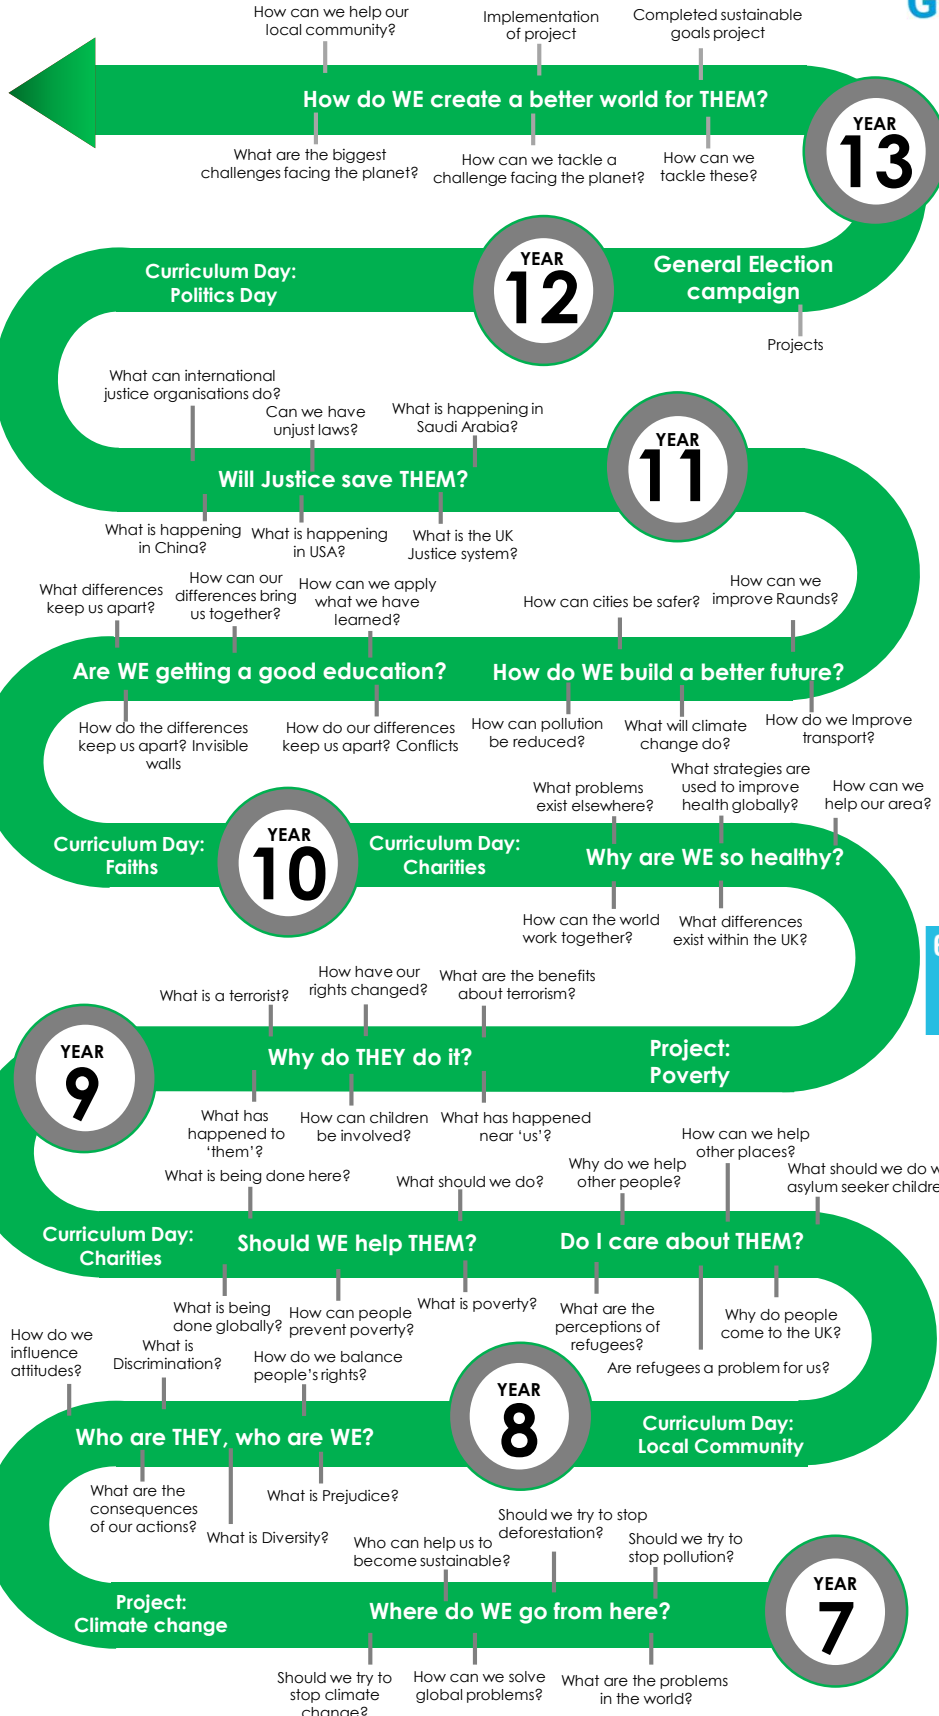 G
How can we help our
local community?
Implementation
of project
Completed sustainable
goals project
How do WE create a better world for THEM?
YEAR
13
What are the biggest
challenges facing the planet?
How can we tackle a
challenge facing the planet?
How can we
tackle these?
Curriculum Day:
Politics Day
YEAR
12
General Election
campaign
Projects
What can international
justice organisations do?
Can we have
unjust laws?
What is happening in
Saudi Arabia?
Will Justice save THEM?
YEAR
11
What is happening
in China?
What is happening
in USA?
What is the UK
Justice system?
What differences
keep us apart?
How can our
differences bring
us together?
How can we apply
what we have
learned?
How can cities be safer?
How can we
improve Raunds?
Are WE getting a good education?
How do WE build a better future?
How do the differences
keep us apart? Invisible
walls
How do our differences
keep us apart? Conflicts
How can pollution
be reduced?
What will climate
change do?
How do we Improve
transport?
What problems
exist elsewhere?
What strategies are
used to improve
health globally?
How can we
help our area?
Curriculum Day:
Faiths
YEAR
10
Curriculum Day:
Charities
Why are WE so healthy?
How can the world
work together?
What differences
exist within the UK?
What is a terrorist?
How have our
rights changed?
What are the benefits
about terrorism?
YEAR
9
Why do THEY do it?
Project:
Poverty
What has
happened to
'them'?
How can children
be involved?
What has happened
near 'us'?
What is being done here?
What should we do?
Why do we help
other people?
How can we help
other places?
What should we do w
asylum seeker childre
Curriculum Day:
Charities
Should WE help THEM?
Do I care about THEM?
What is being
done globally?
How can people
prevent poverty?
What is poverty?
What are the
perceptions of
refugees?
Are refugees a problem for us?
Why do people
come to the UK?
How do we
influence
attitudes?
What is
Discrimination?
How do we balance
people's rights?
Who are THEY, who are WE?
YEAR
8
Curriculum Day:
Local Community
What are the
consequences
of our actions?
What is Diversity?
What is Prejudice?
Who can help us to
become sustainable?
Should we try to stop
deforestation?
Should we try to
stop pollution?
Project:
Climate change
Where do WE go from here?
YEAR
7
Should we try to
stop climate
change?
How can we solve
global problems?
What are the problems
in the world?